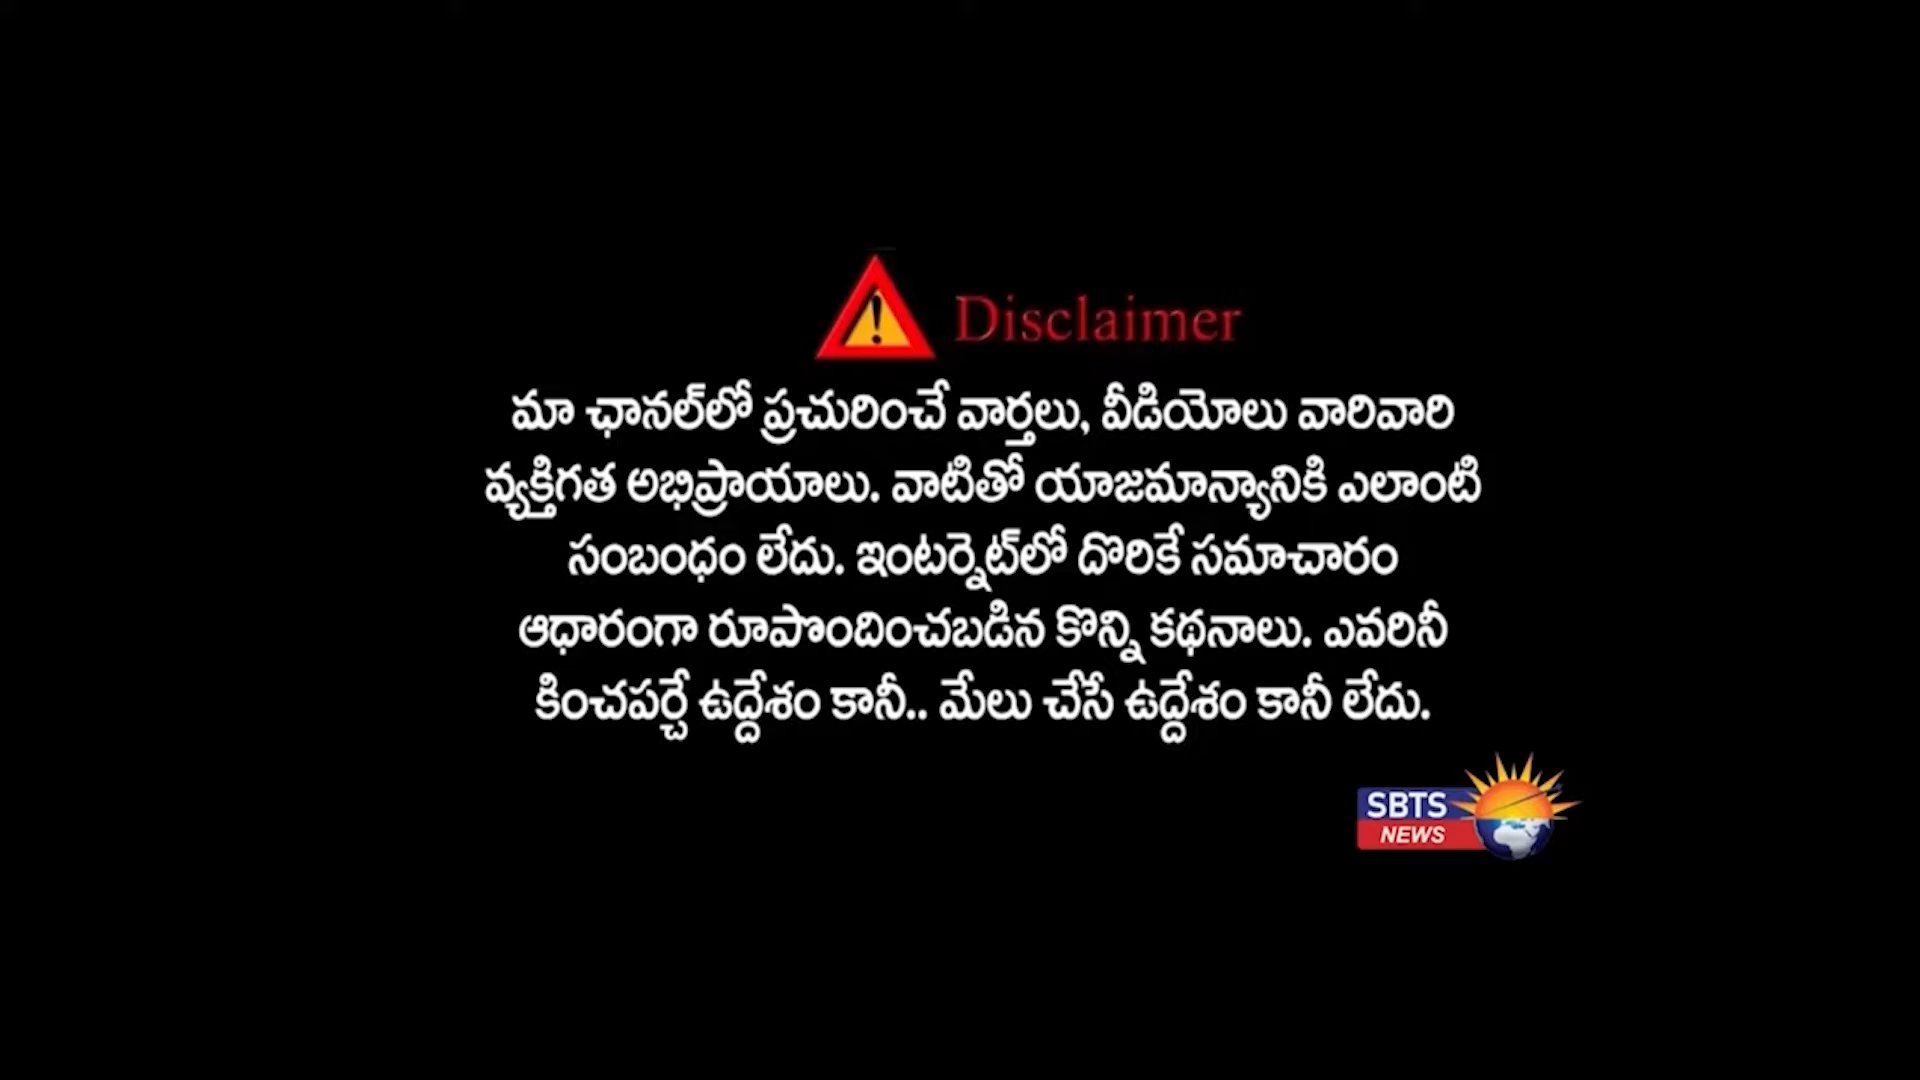 Disclaimer
మా ఛానల్‌లో ప్రచురించే వార్తలు, వీడియోలు వారివారి
వ్యక్తిగత అభిప్రాయాలు. వాటితో యాజమాన్యానికి ఎలాంటి
సంబంధం లేదు. ఇంటర్నెట్‌లో దొరికే సమాచారం
ఆధారంగా రూపొందించబడిన కొన్ని కథనాలు. ఎవరినీ
కించపర్చే ఉద్దేశం కానీ.. మేలు చేసే ఉద్దేశం కానీ లేదు.
SBTS
NEWS